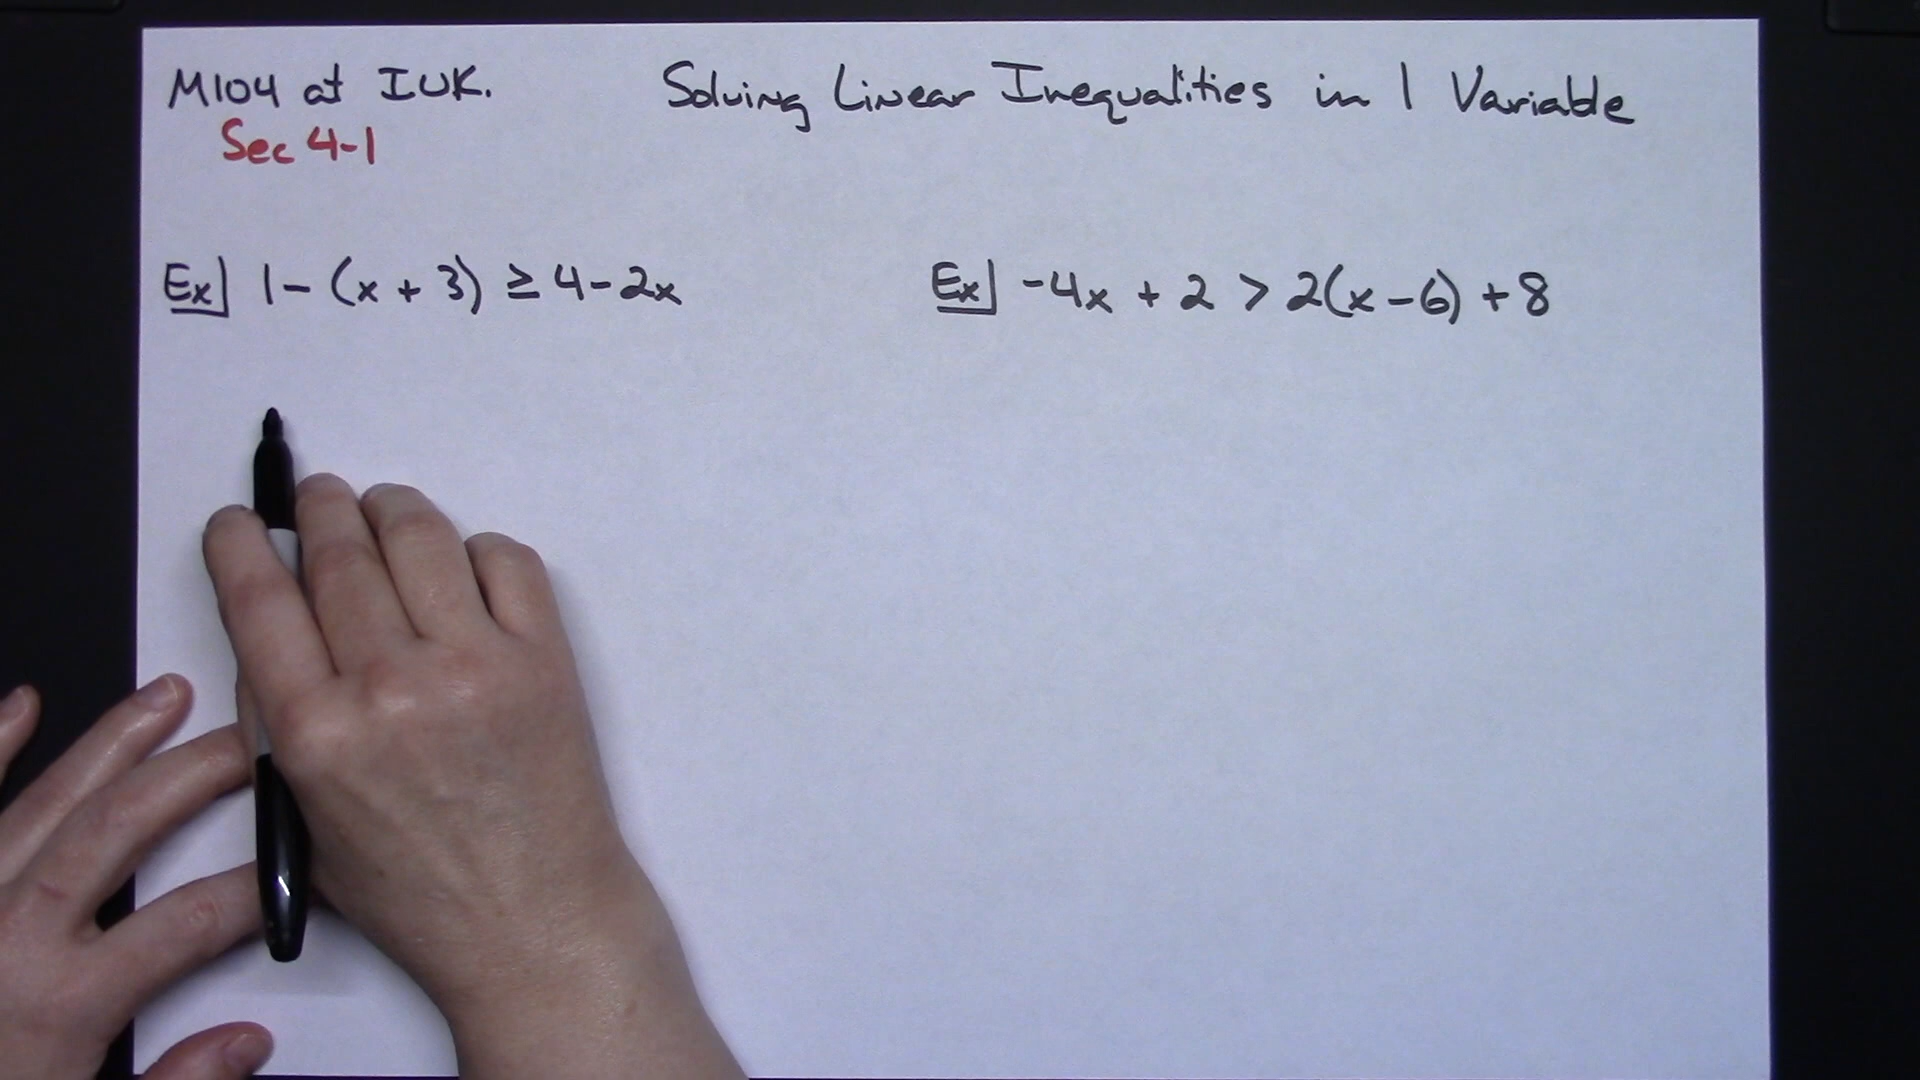 M104 at IUK. Solving Linear Inequalities in 1 Variable
Sec 4-1
Ex] 1-(x+3) ≥ 4-2x
Ex] -4x + 2 > 2(x-6) + 8